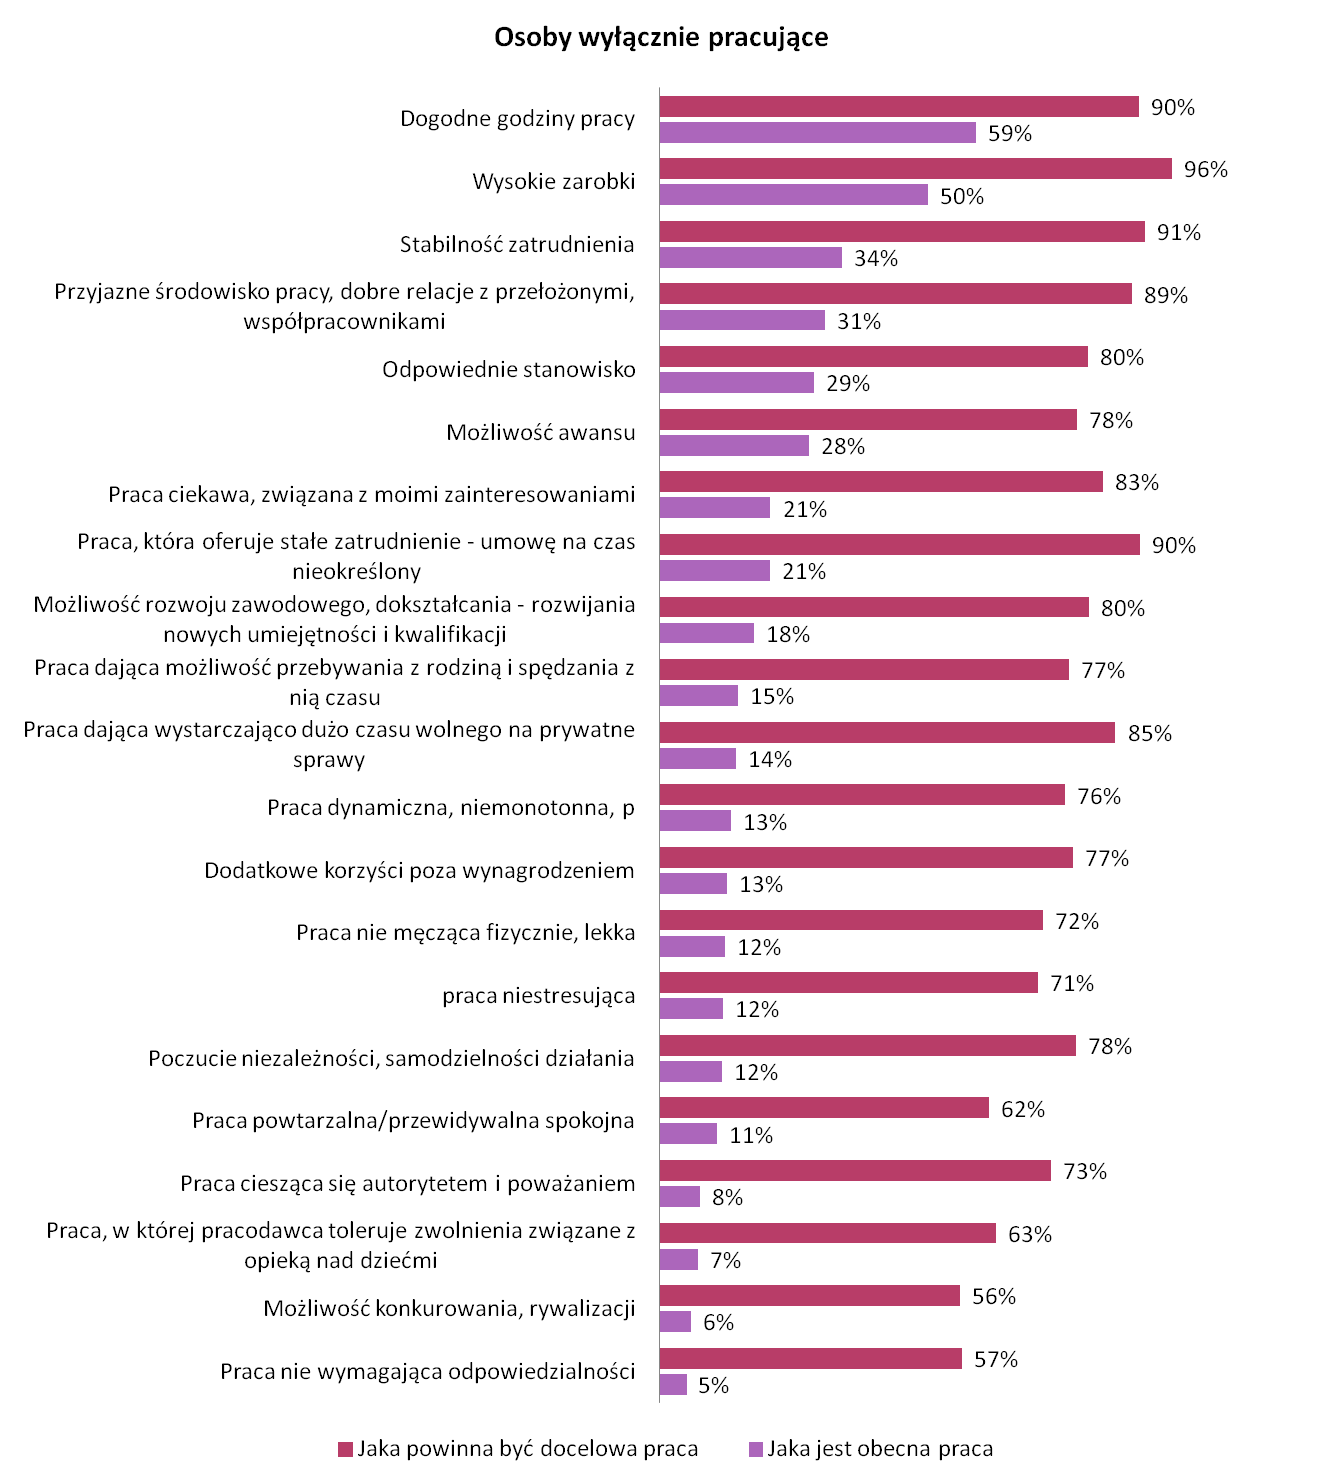 Osoby wyłącznie pracujące
Dogodne godziny pracy
90%
59%
Wysokie zarobki
96%
50%
Stabilność zatrudnienia
91%
34%
Przyjazne środowisko pracy, dobre relacje z przełożonymi,
współpracownikami
89%
31%
Odpowiednie stanowisko
80%
29%
Możliwość awansu
78%
28%
Praca ciekawa, związana z moimi zainteresowaniami
83%
21%
Praca, która oferuje stałe zatrudnienie - umowę na czas
nieokreślony
90%
21%
Możliwość rozwoju zawodowego, dokształcania - rozwijania
nowych umiejętności i kwalifikacji
80%
18%
Praca dająca możliwość przebywania z rodziną i spędzania z
nią czasu
77%
15%
Praca dająca wystarczająco dużo czasu wolnego na prywatne
sprawy
85%
14%
Praca dynamiczna, niemonotonna, p
76%
13%
Dodatkowe korzyści poza wynagrodzeniem
77%
13%
Praca nie męcząca fizycznie, lekka
72%
12%
praca niestresująca
71%
12%
Poczucie niezależności, samodzielności działania
78%
12%
Praca powtarzalna/przewidywalna spokojna
62%
11%
Praca ciesząca się autorytetem i poważaniem
73%
8%
Praca, w której pracodawca toleruje zwolnienia związane z
opieką nad dziećmi
63%
7%
Możliwość konkurowania, rywalizacji
56%
6%
Praca nie wymagająca odpowiedzialności
57%
5%
Jaka powinna być docelowa praca
Jaka jest obecna praca